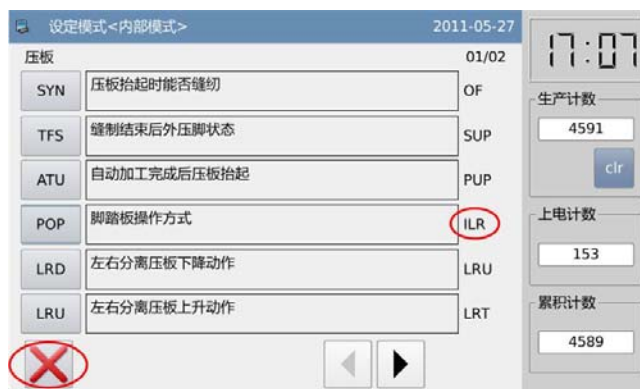 设定模式<内部模式> 2011-05-27
压板 01/02
SYN 压板抬起时能否缝纫 OF
TFS 缝制结束后外压脚状态 SUP
ATU 自动加工完成后压板抬起 PUP
POP 脚踏板操作方式 ILR
LRD 左右分离压板下降动作 LRU
LRU 左右分离压板上升动作 LRT
17:07
生产计数
4591
clr
上电计数
153
累积计数
4589